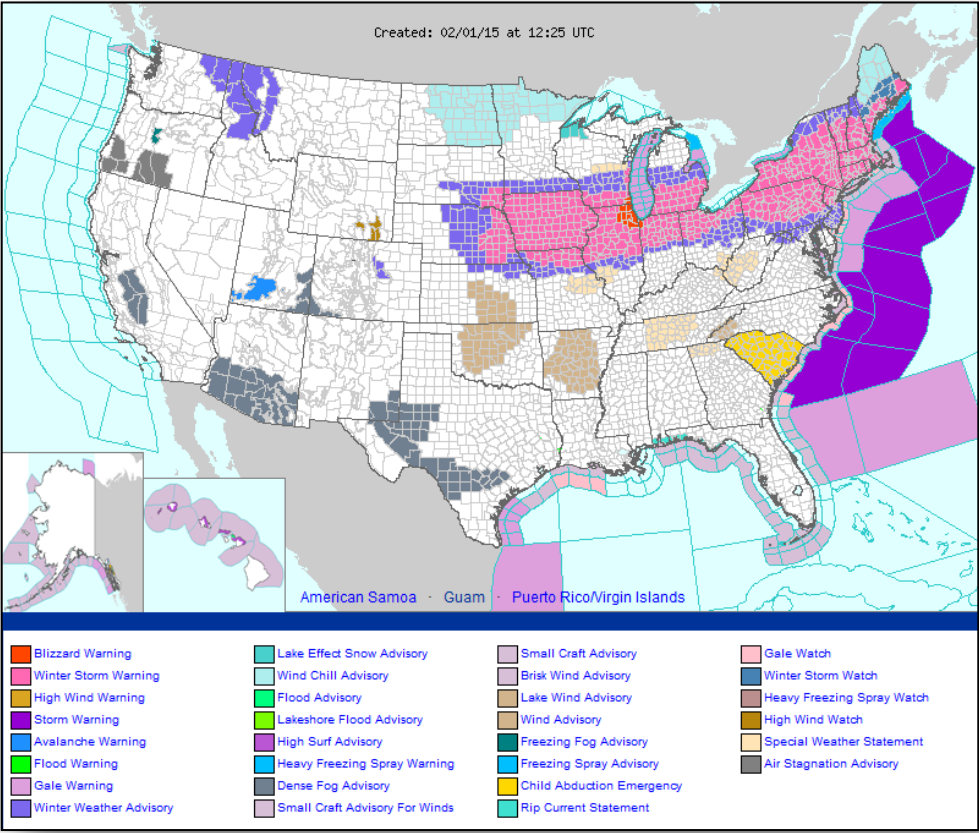 Created: 02/01/15 at 12:25 UTC
American Samoa · Guam · Puerto Rico/Virgin Islands
Blizzard Warning
Winter Storm Warning
High Wind Warning
Storm Warning
Avalanche Warning
Flood Warning
Gale Warning
Winter Weather Advisory
Lake Effect Snow Advisory
Wind Chill Advisory
Flood Advisory
Lakeshore Flood Advisory
High Surf Advisory
Heavy Freezing Spray Warning
Dense Fog Advisory
Small Craft Advisory For Winds
Small Craft Advisory
Brisk Wind Advisory
Lake Wind Advisory
Wind Advisory
Freezing Fog Advisory
Freezing Spray Advisory
Child Abduction Emergency
Rip Current Statement
Gale Watch
Winter Storm Watch
Heavy Freezing Spray Watch
High Wind Watch
Special Weather Statement
Air Stagnation Advisory